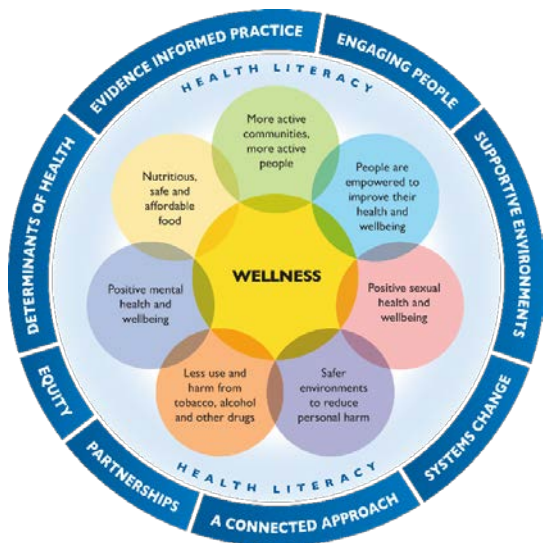 EVIDENCE INFORMED PRACTICE
ENGAGING PEOPLE
SUPPORTIVE ENVIRONMENTS
SYSTEMS CHANGE
A CONNECTED APPROACH
PARTNERSHIPS
EQUITY
DETERMINANTS OF HEALTH
HEALTH LITERACY
More active
communities,
more active
people
People are
empowered to
improve their
health and
wellbeing
Positive sexual
health and
wellbeing
Safer
environments
to reduce
personal harm
Less use and
harm from
tobacco, alcohol
and other drugs
Positive mental
health and
wellbeing
Nutritious,
safe and
affordable
food
WELLNESS
HEALTH LITERACY